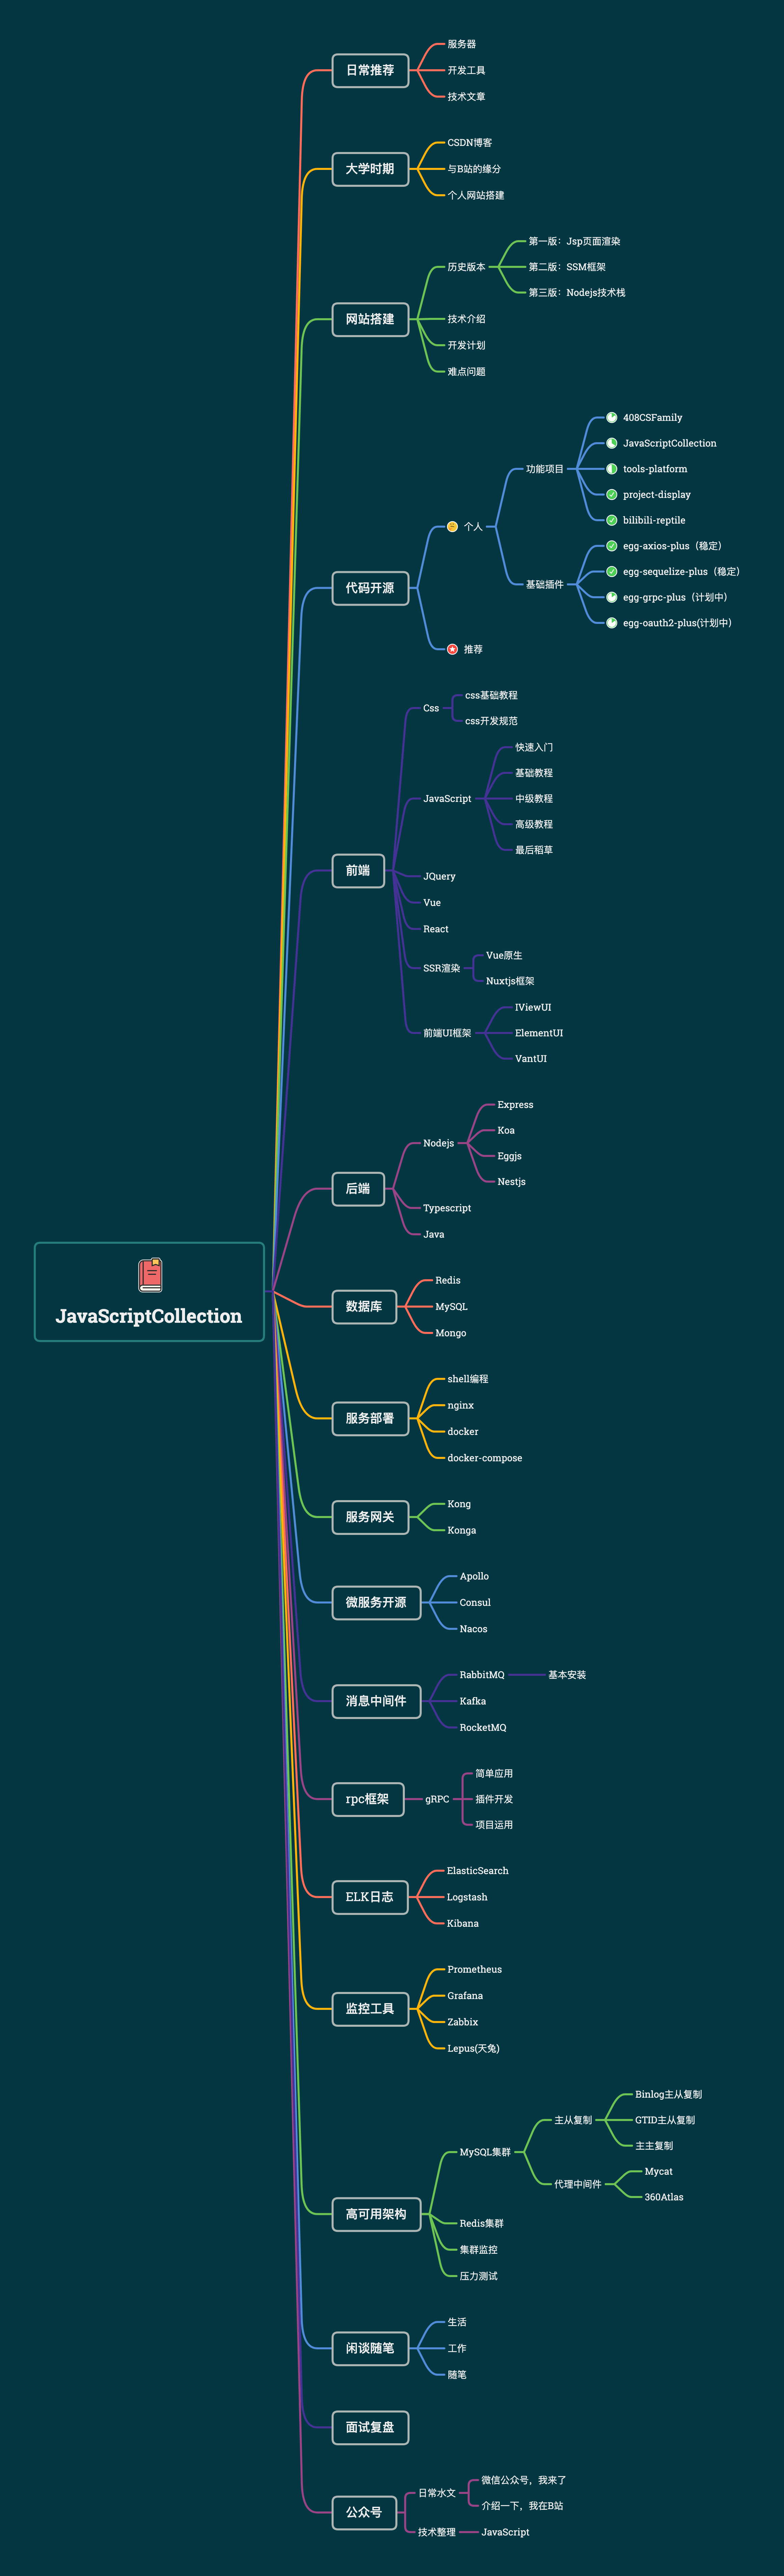 JavaScriptCollection
日常推荐
服务器
开发工具
技术文章
大学时期
CSDN博客
与B站的缘分
个人网站搭建
网站搭建
历史版本
第一版：Jsp页面渲染
第二版：SSM框架
第三版：Nodejs技术栈
技术介绍
开发计划
难点问题
代码开源
个人
功能项目
408CSFamily
JavaScriptCollection
tools-platform
project-display
bilibili-reptile
基础插件
egg-axios-plus（稳定）
egg-sequelize-plus（稳定）
egg-grpc-plus（计划中）
egg-oauth2-plus(计划中）
推荐
前端
Css
css基础教程
css开发规范
JavaScript
快速入门
基础教程
中级教程
高级教程
最后稻草
JQuery
Vue
React
SSR渲染
Vue原生
Nuxtjs框架
前端UI框架
IViewUI
ElementUI
VantUI
后端
Nodejs
Express
Koa
Eggjs
Nestjs
Typescript
Java
数据库
Redis
MySQL
Mongo
服务部署
shell编程
nginx
docker
docker-compose
服务网关
Kong
Konga
微服务开源
Apollo
Consul
Nacos
消息中间件
RabbitMQ
基本安装
Kafka
RocketMQ
rpc框架
gRPC
简单应用
插件开发
项目运用
ELK日志
ElasticSearch
Logstash
Kibana
监控工具
Prometheus
Grafana
Zabbix
Lepus(天兔)
高可用架构
MySQL集群
主从复制
Binlog主从复制
GTID主从复制
主主复制
代理中间件
Mycat
360Atlas
Redis集群
集群监控
压力测试
闲谈随笔
生活
工作
随笔
面试复盘
公众号
日常水文
微信公众号，我来了
介绍一下，我在B站
技术整理
JavaScript